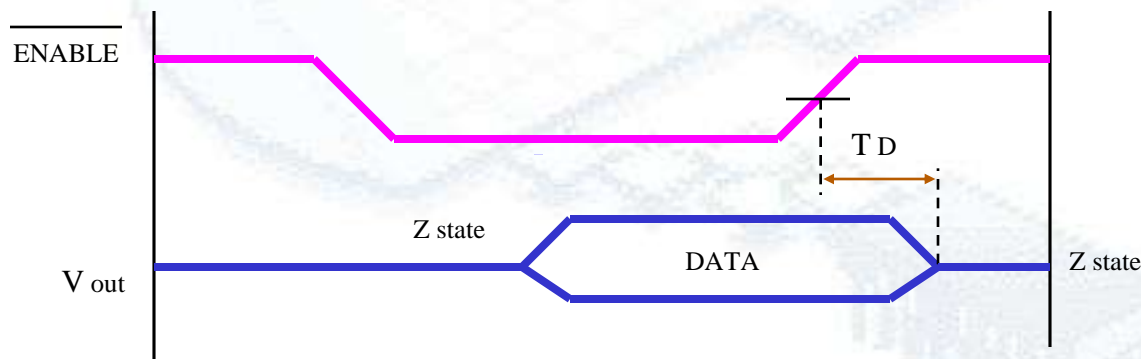 ENABLE
T D
Z state
DATA
Z state
V out